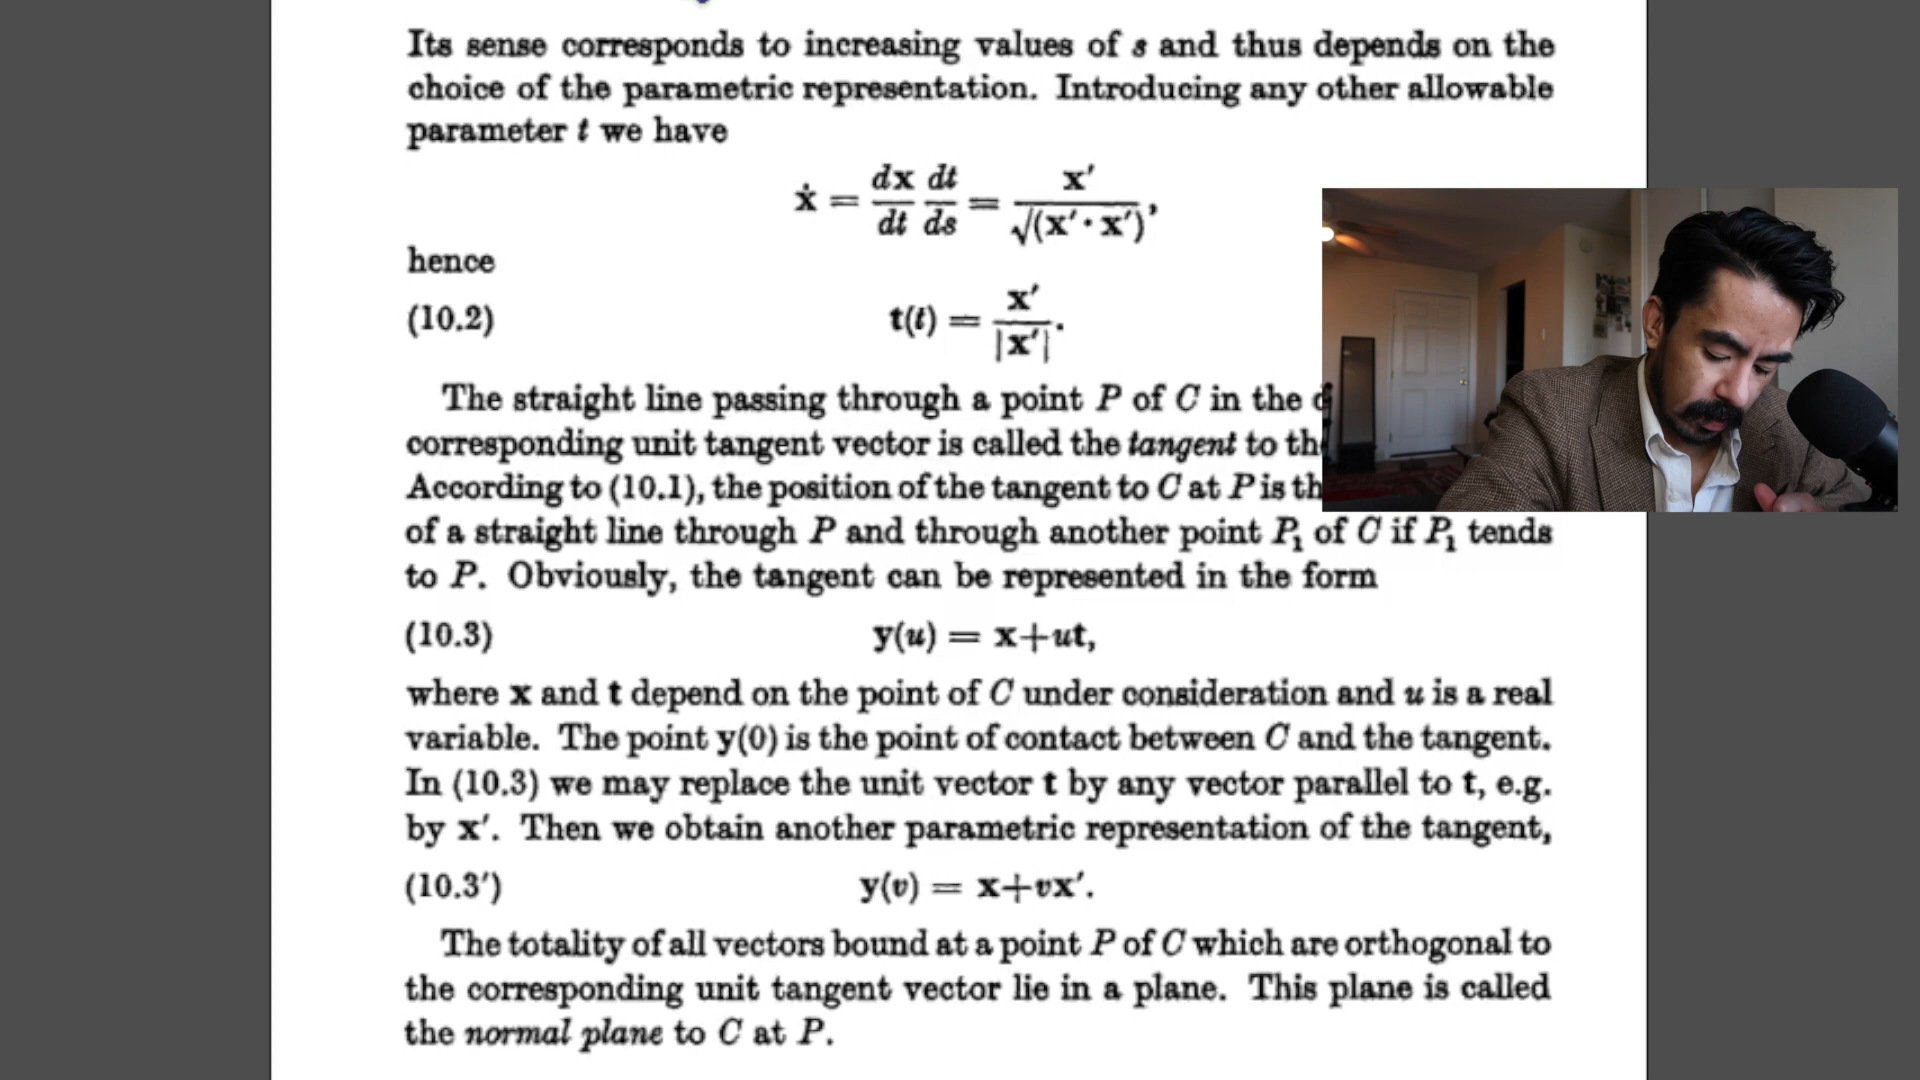 Its sense corresponds to increasing values of s and thus depends on the
choice of the parametric representation. Introducing any other allowable
parameter t we have
ẋ = dx/dt dt/ds = x′/√(x′·x′),
hence
(10.2) t(t) = x′/|x′|.
The straight line passing through a point P of C in the
corresponding unit tangent vector is called the tangent to
According to (10.1), the position of the tangent to C at P is
of a straight line through P and through another point P₁ of C if P₁ tends
to P. Obviously, the tangent can be represented in the form
(10.3) y(u) = x+ut,
where x and t depend on the point of C under consideration and u is a real
variable. The point y(0) is the point of contact between C and the tangent.
In (10.3) we may replace the unit vector t by any vector parallel to t, e.g.
by x′. Then we obtain another parametric representation of the tangent,
(10.3′) y(v) = x+vx′.
The totality of all vectors bound at a point P of C which are orthogonal to
the corresponding unit tangent vector lie in a plane. This plane is called
the normal plane to C at P.